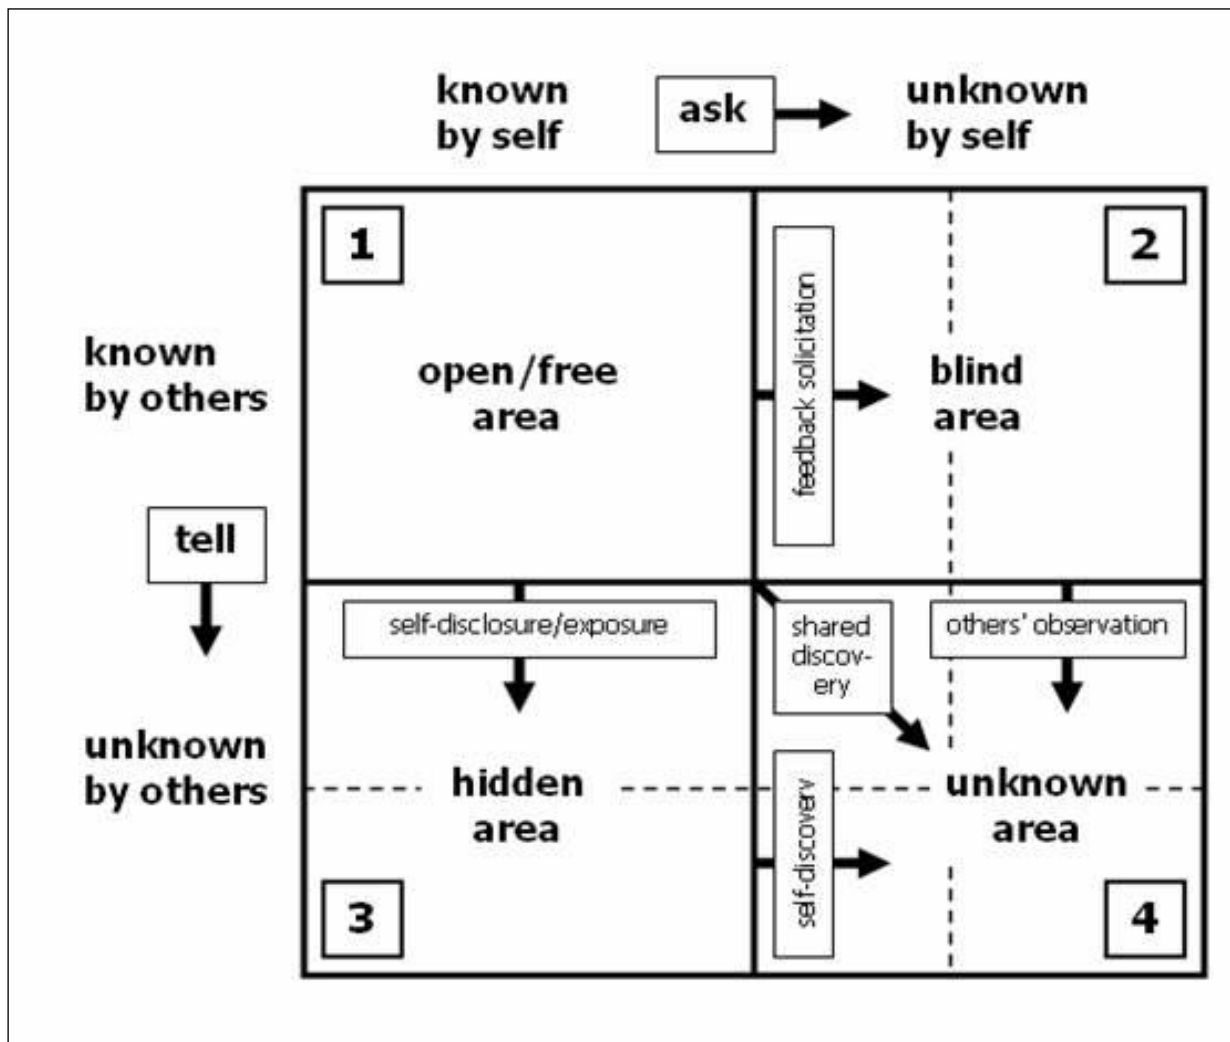 known
by self
ask
unknown
by self
1
2
known
by others
open/free
area
feedback solicitation
blind
area
tell
self-disclosure/exposure
shared
discov-
ery
others' observation
unknown
by others
hidden
area
self-discovery
unknown
area
3
4